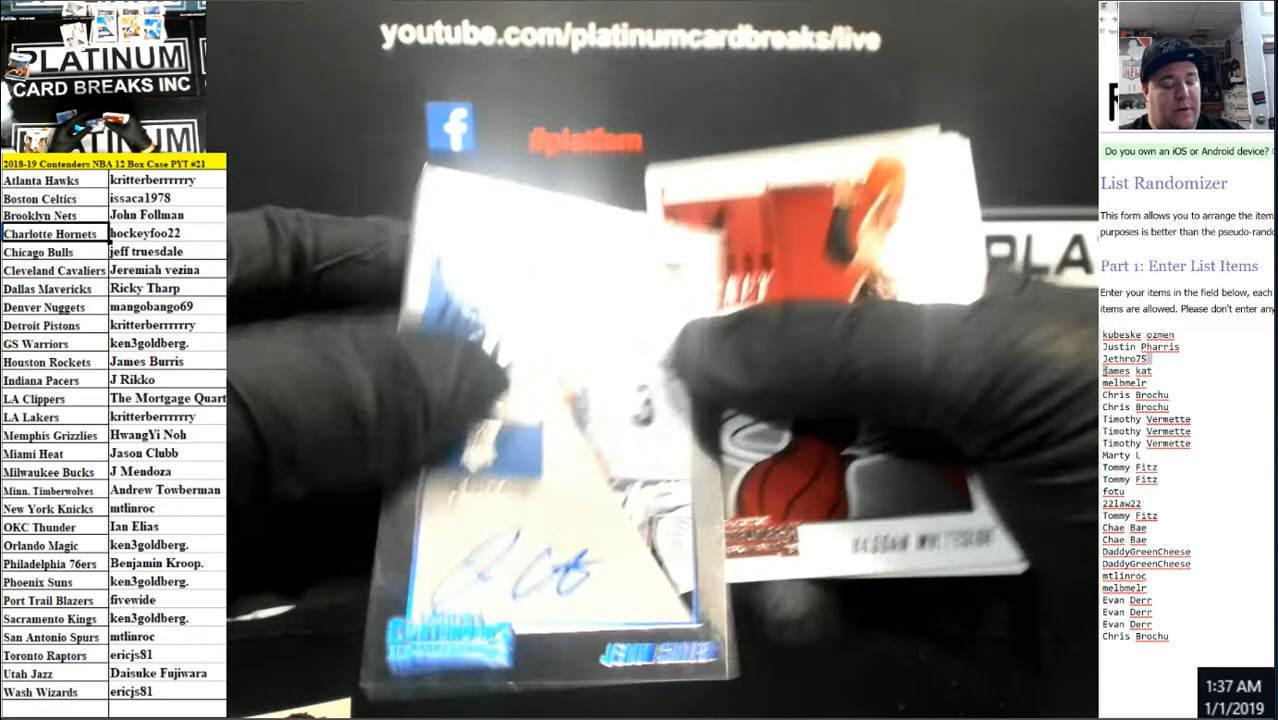 youtube.com/platinumcardbreaks/live
#platfam
PLATINUM
CARD BREAKS INC
PLATINUM
2018-19 Contenders NBA 12 Box Case PYT #21
Atlanta Hawks kritterberrrrrry
Boston Celtics issaca1978
Brooklyn Nets John Follman
Charlotte Hornets hockeyfoo22
Chicago Bulls jeff truesdale
Cleveland Cavaliers Jeremiah vezina
Dallas Mavericks Ricky Tharp
Denver Nuggets mangobango69
Detroit Pistons kritterberrrrrry
GS Warriors ken3goldberg.
Houston Rockets James Burris
Indiana Pacers J Rikko
LA Clippers The Mortgage Quart
LA Lakers kritterberrrrrry
Memphis Grizzlies HwangYi Noh
Miami Heat Jason Clubb
Milwaukee Bucks J Mendoza
Minn. Timberwolves Andrew Towberman
New York Knicks mtlinroc
OKC Thunder Ian Elias
Orlando Magic ken3goldberg.
Philadelphia 76ers Benjamin Kroop.
Phoenix Suns ken3goldberg.
Port Trail Blazers fivewide
Sacramento Kings ken3goldberg.
San Antonio Spurs mtlinroc
Toronto Raptors ericjs81
Utah Jazz Daisuke Fujiwara
Wash Wizards ericjs81
PLA
Do you own an iOS or Android device?
List Randomizer
This form allows you to arrange the item
purposes is better than the pseudo-rando
Part 1: Enter List Items
Enter your items in the field below, each
items are allowed. Please don't enter any
kubeske ozmen
Justin Pharris
Jethro75
james kat
melbmelr
Chris Brochu
Chris Brochu
Timothy Vermette
Timothy Vermette
Timothy Vermette
Marty L
Tommy Fitz
Tommy Fitz
fotu
22law22
Tommy Fitz
Chae Bae
Chae Bae
DaddyGreenCheese
DaddyGreenCheese
mtlinroc
melbmelr
Evan Derr
Evan Derr
Evan Derr
Chris Brochu
1:37 AM
1/1/2019